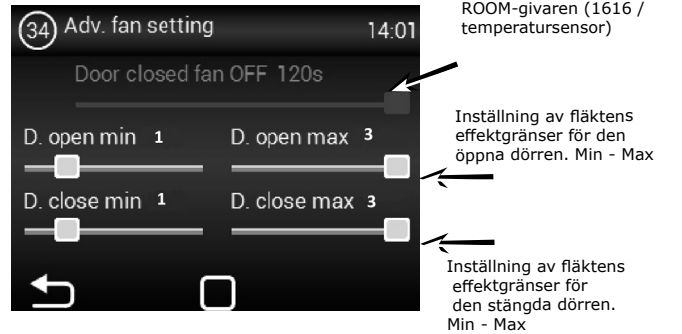 34 Adv. fan setting 14:01
Door closed fan OFF 120s
D. open min 1 D. open max 3
D. close min 1 D. close max 3
ROOM-givaren (1616 /
temperatursensor)
Inställning av fläktens
effektgränser för den
öppna dörren. Min - Max
Inställning av fläktens
effektgränser för
den stängda dörren.
Min - Max